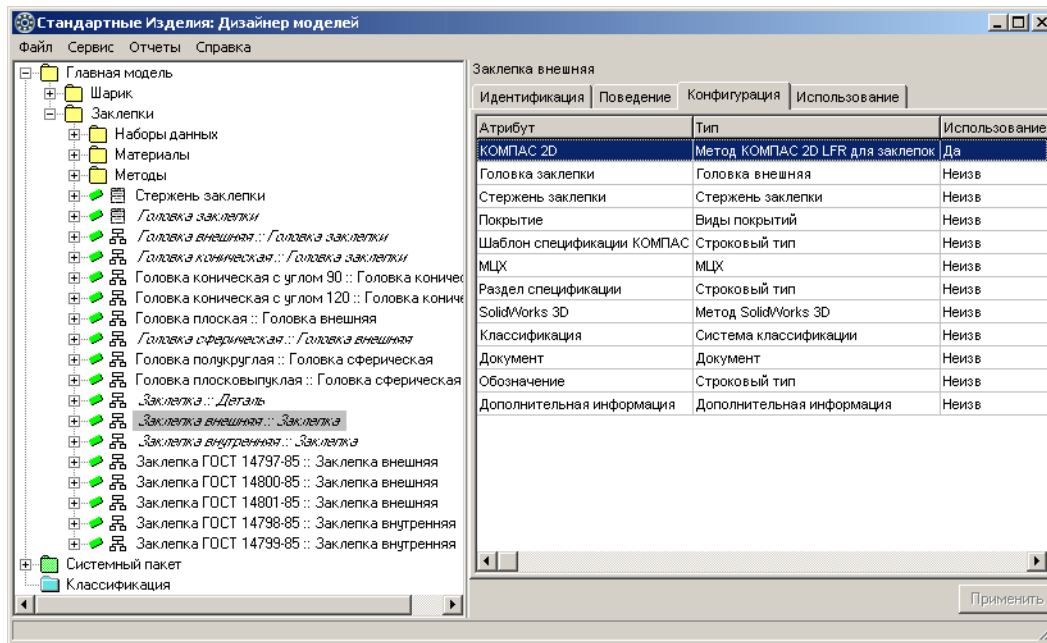 Стандартные Изделия: Дизайнер моделей
Файл Сервис Отчеты Справка
Главная модель
Шарик
Заклепки
Наборы данных
Материалы
Методы
Стержень заклепки
Головка заклепки
Головка внешняя :: Головка заклепки
Головка коническая :: Головка заклепки
Головка коническая с углом 90 :: Головка коничес
Головка коническая с углом 120 :: Головка кониче
Головка плоская :: Головка внешняя
Головка сферическая :: Головка внешняя
Головка полукруглая :: Головка сферическая
Головка плосковыпуклая :: Головка сферическая
Заклепка :: Деталь
Заклепка внешняя :: Заклепка
Заклепка внутренняя :: Заклепка
Заклепка ГОСТ 14797-85 :: Заклепка внешняя
Заклепка ГОСТ 14800-85 :: Заклепка внешняя
Заклепка ГОСТ 14801-85 :: Заклепка внешняя
Заклепка ГОСТ 14798-85 :: Заклепка внутренняя
Заклепка ГОСТ 14799-85 :: Заклепка внутренняя
Системный пакет
Классификация
Заклепка внешняя
Идентификация Поведение Конфигурация Использование
Атрибут Тип Использование
КОМПАС 2D Метод КОМПАС 2D LFR для заклепок Да
Головка заклепки Головка внешняя Неизв
Стержень заклепки Стержень заклепки Неизв
Покрытие Виды покрытий Неизв
Шаблон спецификации КОМПАС Строковый тип Неизв
МЦХ МЦХ Неизв
Раздел спецификации Строковый тип Неизв
SolidWorks 3D Метод SolidWorks 3D Неизв
Классификация Система классификации Неизв
Документ Документ Неизв
Обозначение Строковый тип Неизв
Дополнительная информация Дополнительная информация Неизв
Применить